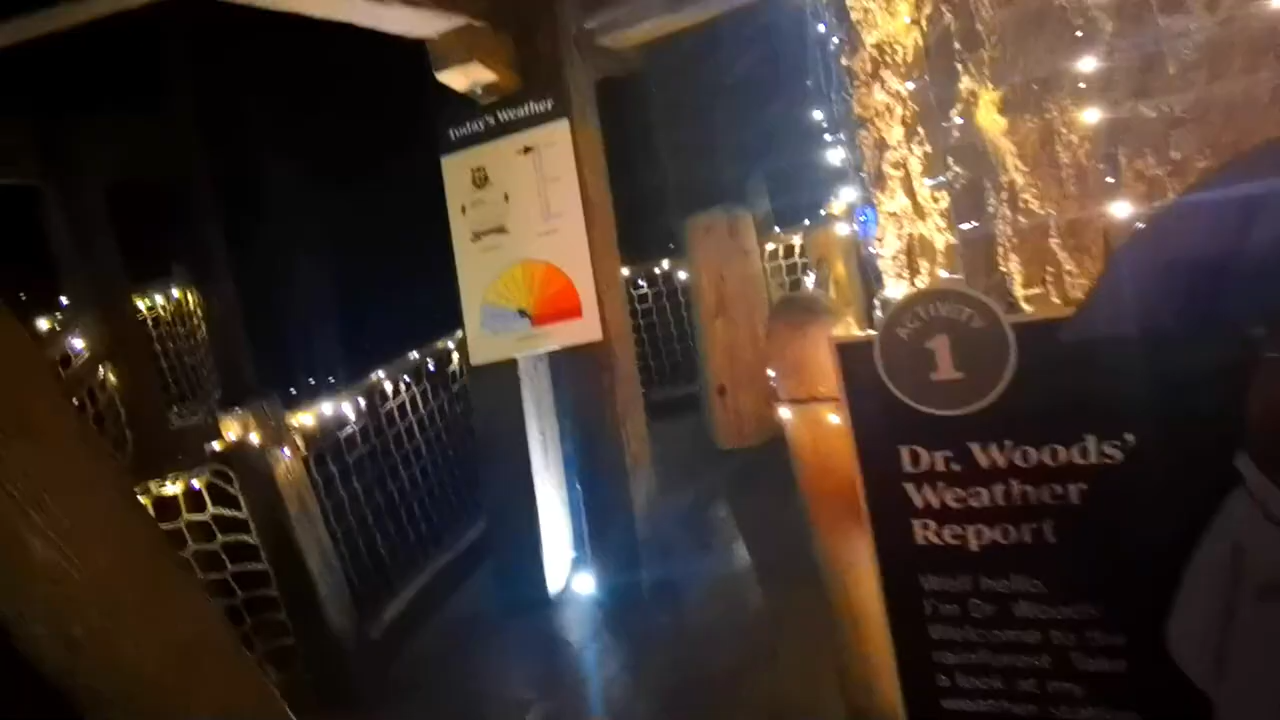 Today's Weather
ACTIVITY
1
Dr. Woods'
Weather
Report
Well hello,
I'm Dr. Woods.
Welcome to the
rainforest. Take
a look at my
weather